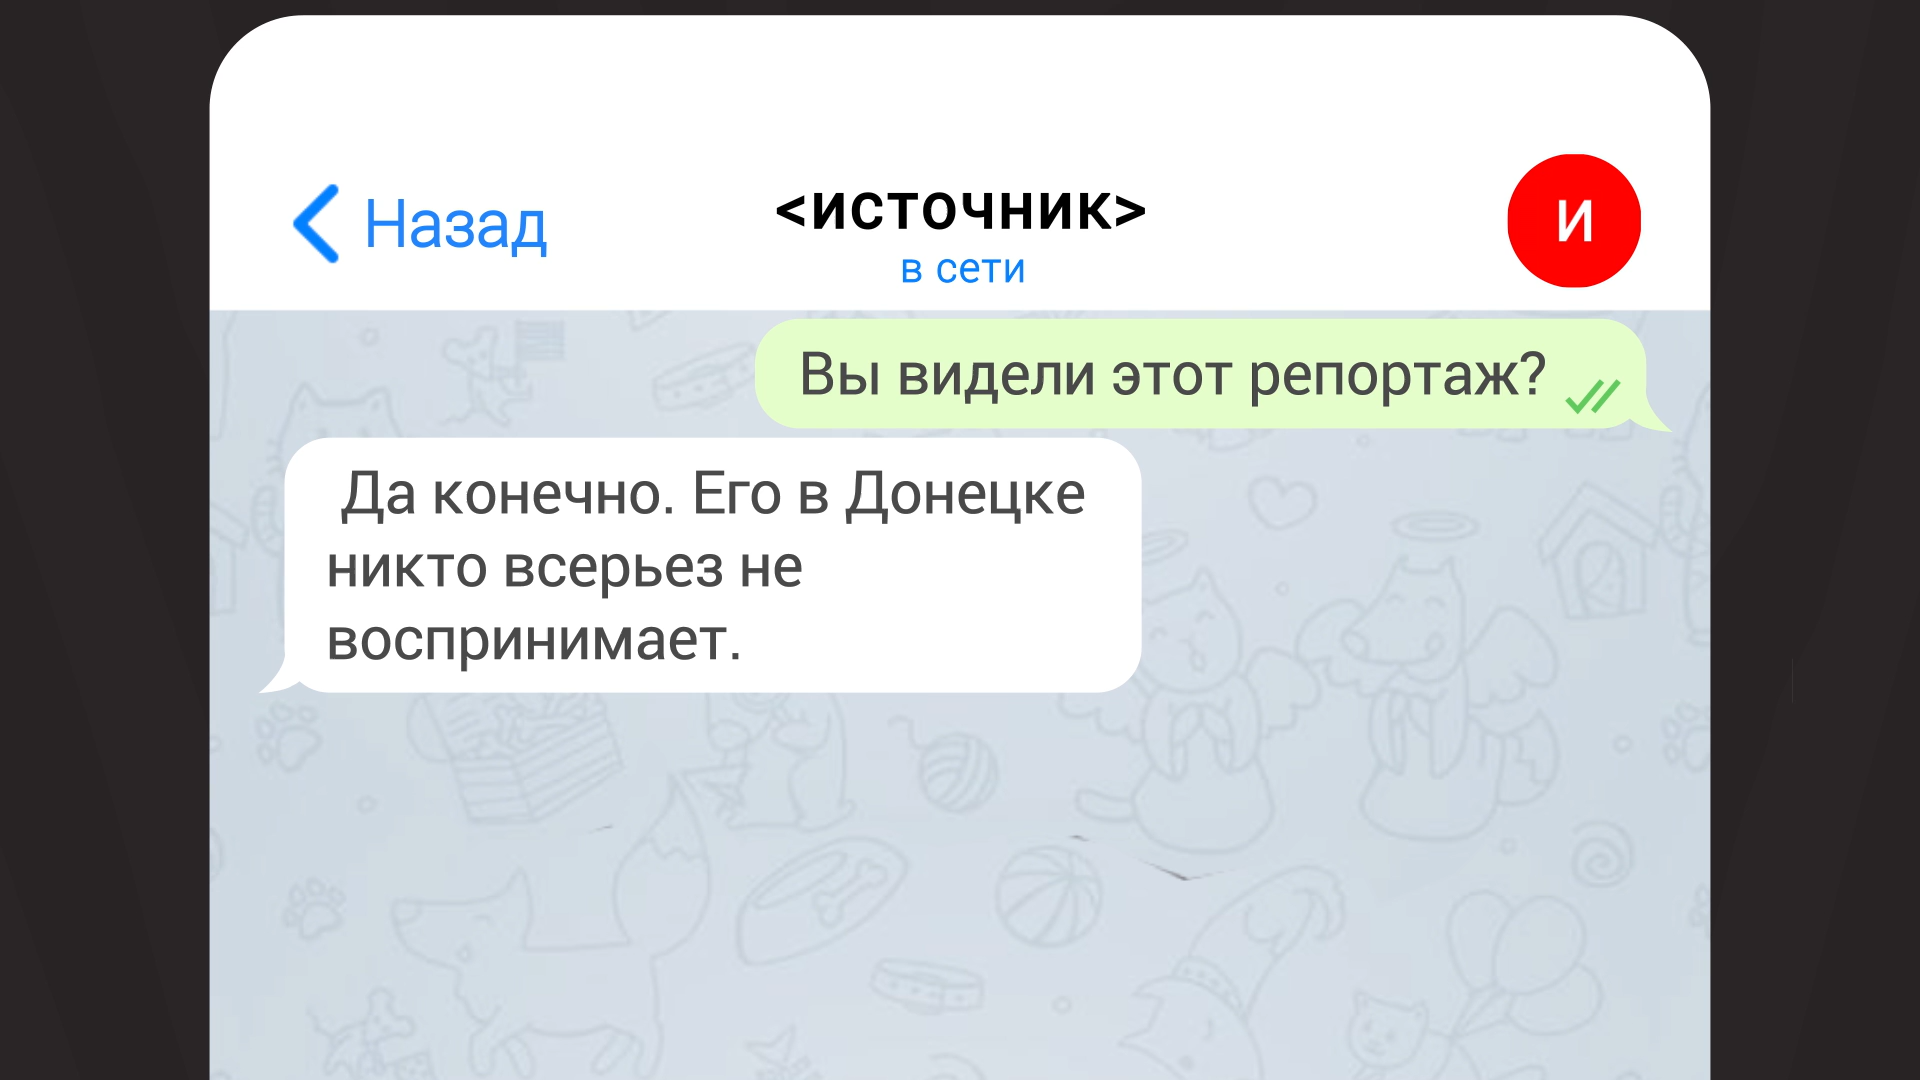 Назад
<источник>
в сети
И
Вы видели этот репортаж?
Да конечно. Его в Донецке
никто всерьез не
воспринимает.